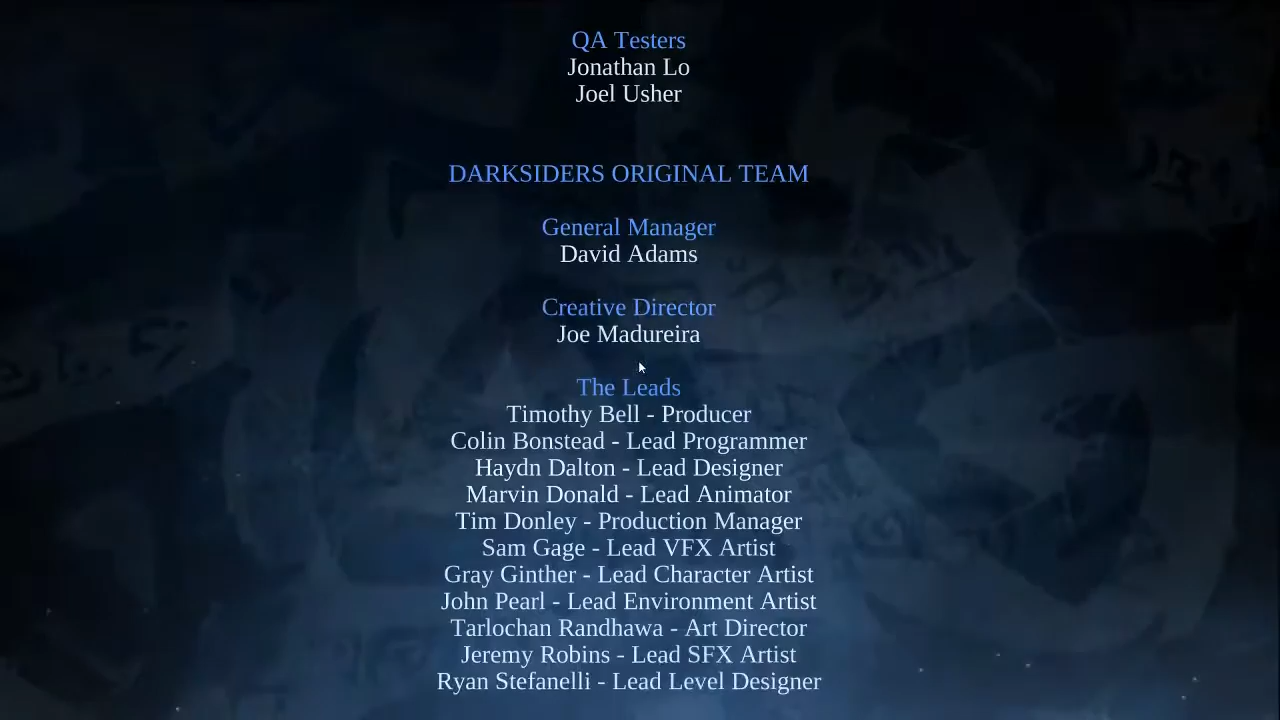 QA Testers
Jonathan Lo
Joel Usher
DARKSIDERS ORIGINAL TEAM
General Manager
David Adams
Creative Director
Joe Madureira
The Leads
Timothy Bell - Producer
Colin Bonstead - Lead Programmer
Haydn Dalton - Lead Designer
Marvin Donald - Lead Animator
Tim Donley - Production Manager
Sam Gage - Lead VFX Artist
Gray Ginther - Lead Character Artist
John Pearl - Lead Environment Artist
Tarlochan Randhawa - Art Director
Jeremy Robins - Lead SFX Artist
Ryan Stefanelli - Lead Level Designer